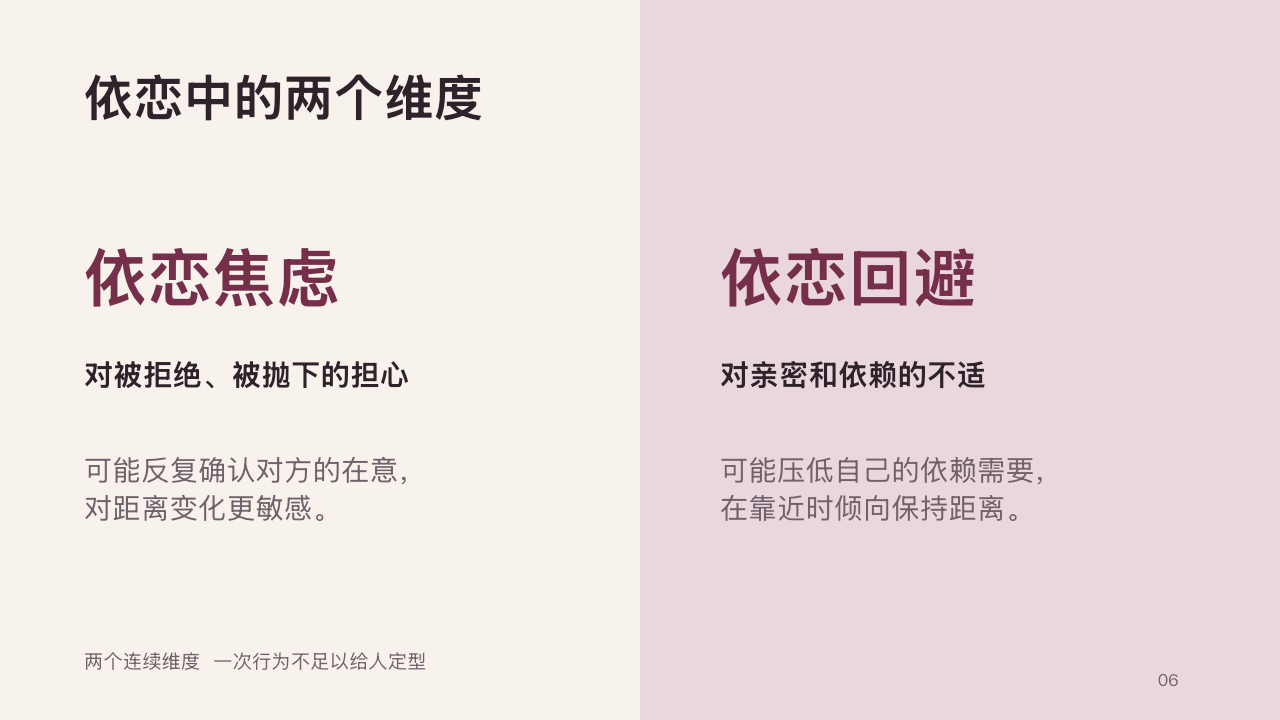 依恋中的两个维度
依恋焦虑
对被拒绝、被抛下的担心
可能反复确认对方的在意,
对距离变化更敏感。
依恋回避
对亲密和依赖的不适
可能压低自己的依赖需要,
在靠近时倾向保持距离。
两个连续维度 一次行为不足以给人定型
06